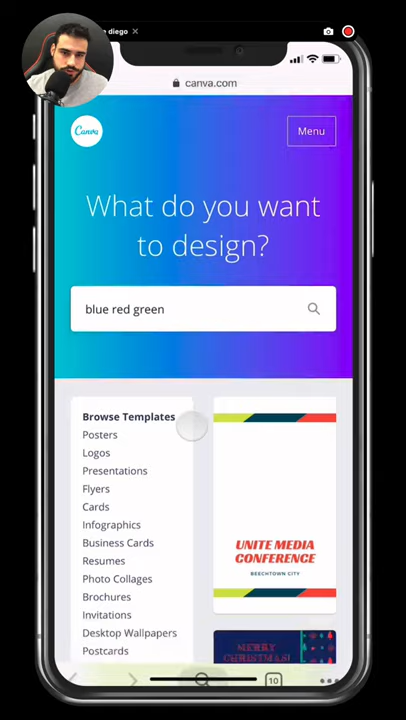 diego
canva.com
Canva
Menu
What do you want
to design?
blue red green
Browse Templates
Posters
Logos
Presentations
Flyers
Cards
Infographics
Business Cards
Resumes
Photo Collages
Brochures
Invitations
Desktop Wallpapers
Postcards
UNITE MEDIA
CONFERENCE
BEECHTOWN CITY
MERRY
CHRISTMAS!
10